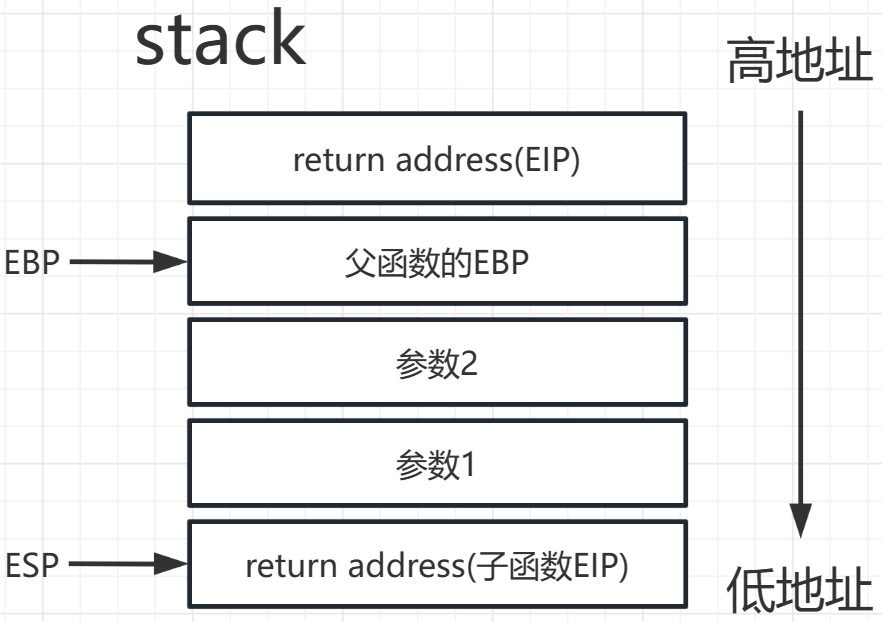 stack
高地址
return address(EIP)
EBP
父函数的EBP
参数2
参数1
ESP
return address(子函数EIP)
低地址